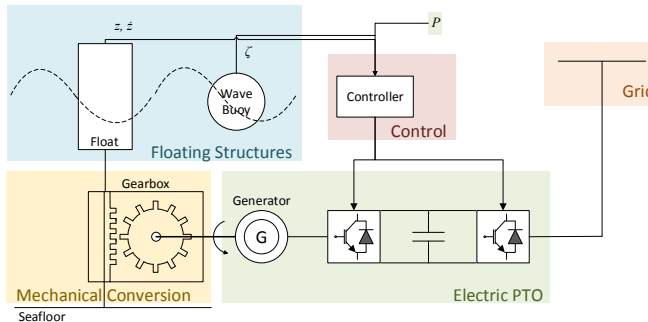 z, ż
P
ζ
Wave
Buoy
Controller
Float
Control
Grid
Floating Structures
Gearbox
Generator
G
Mechanical Conversion
Electric PTO
Seafloor